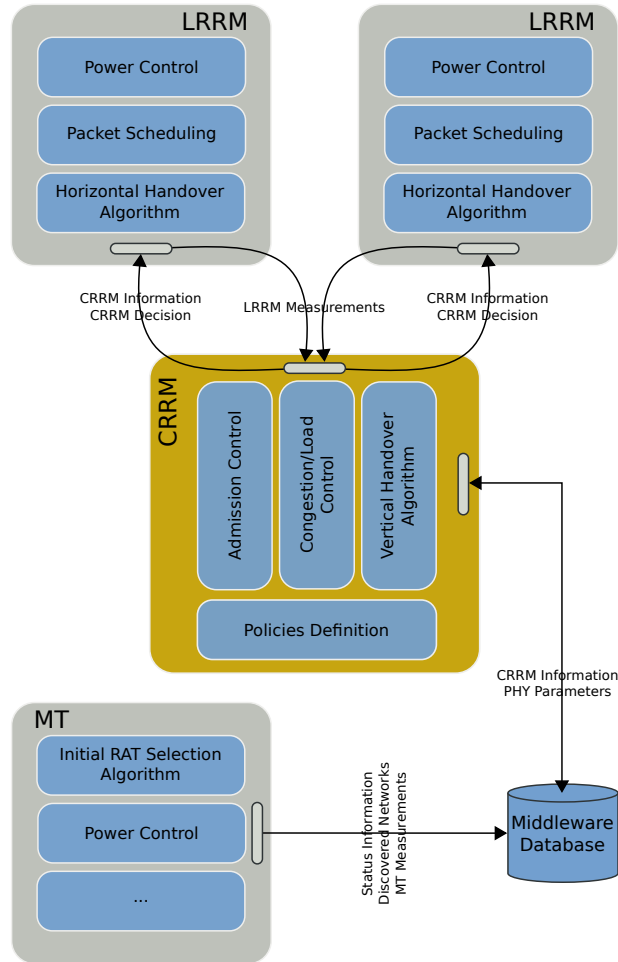 LRRM
Power Control
Packet Scheduling
Horizontal Handover
Algorithm
LRRM
Power Control
Packet Scheduling
Horizontal Handover
Algorithm
CRRM Information
CRRM Decision
LRRM Measurements
CRRM Information
CRRM Decision
CRRM
Admission Control
Congestion/Load
Control
Vertical Handover
Algorithm
Policies Definition
CRRM Information
PHY Parameters
MT
Initial RAT Selection
Algorithm
Power Control
...
Status Information
Discovered Networks
MT Measurements
Middleware
Database